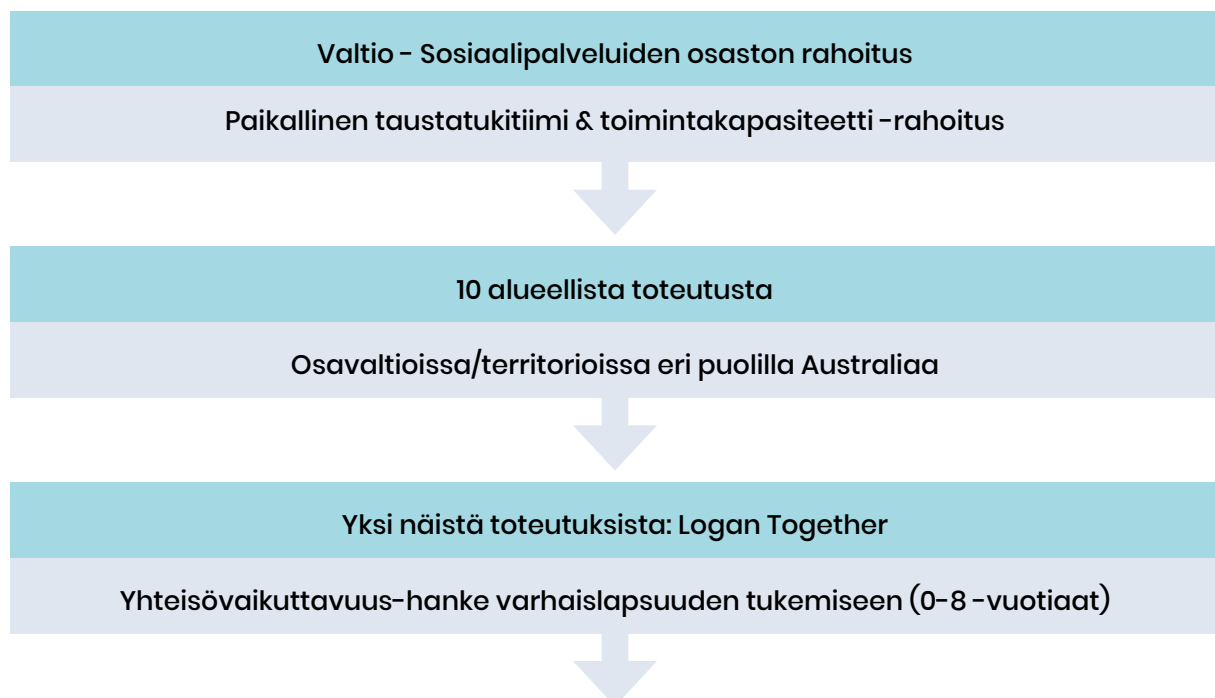 Valtio - Sosiaalipalveluiden osaston rahoitus
Paikallinen taustatukitiimi & toimintakapasiteetti -rahoitus
10 alueellista toteutusta
Osavaltioissa/territorioissa eri puolilla Australiaa
Yksi näistä toteutuksista: Logan Together
Yhteisövaikuttavuus-hanke varhaislapsuuden tukemiseen (0-8 -vuotiaat)